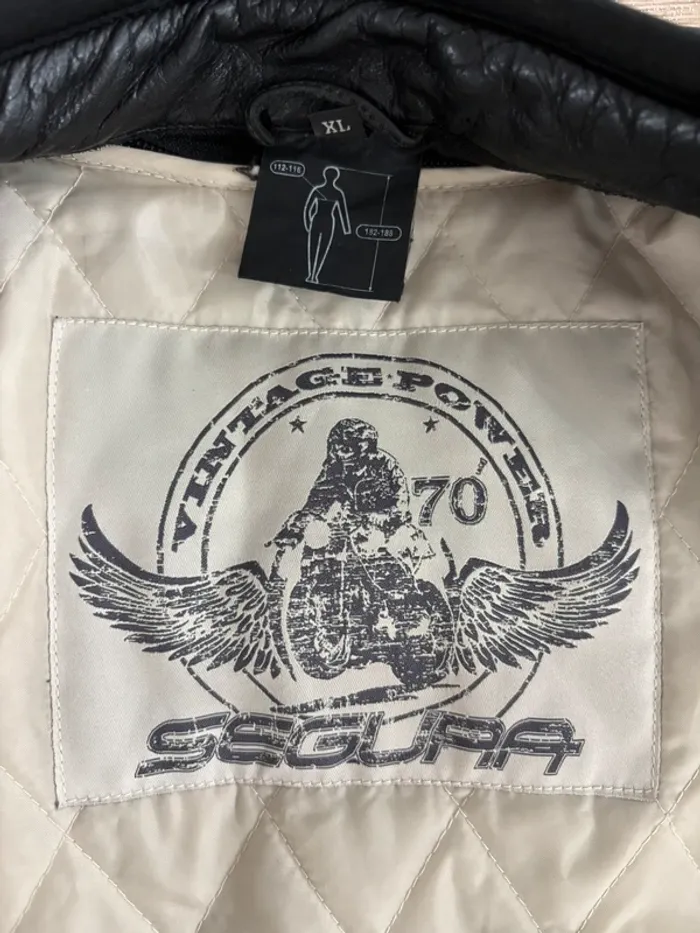 XL
112-116
182-188
VINTAGE · POWER
70'
SEGURA